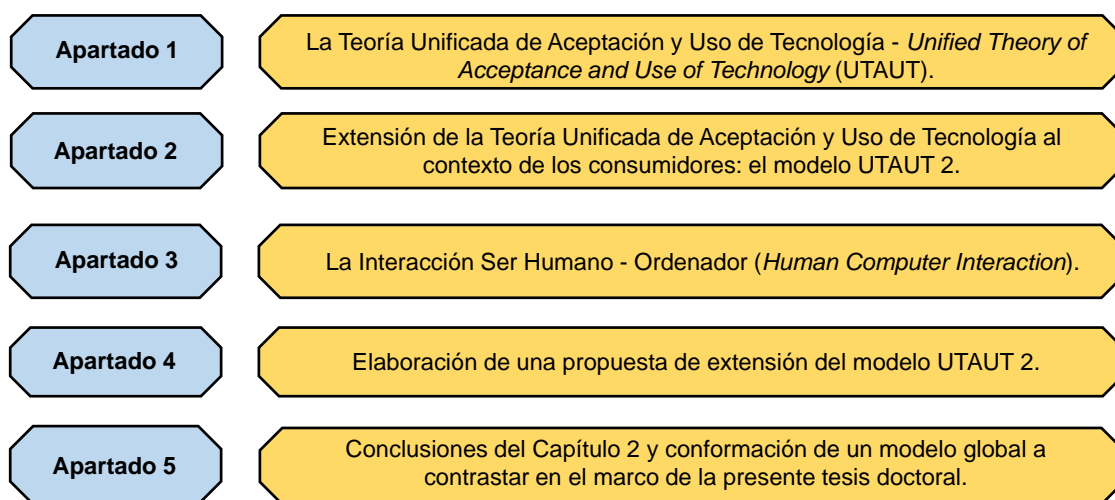 Apartado 1
La Teoría Unificada de Aceptación y Uso de Tecnología - Unified Theory of
Acceptance and Use of Technology (UTAUT).
Apartado 2
Extensión de la Teoría Unificada de Aceptación y Uso de Tecnología al
contexto de los consumidores: el modelo UTAUT 2.
Apartado 3
La Interacción Ser Humano - Ordenador (Human Computer Interaction).
Apartado 4
Elaboración de una propuesta de extensión del modelo UTAUT 2.
Apartado 5
Conclusiones del Capítulo 2 y conformación de un modelo global a
contrastar en el marco de la presente tesis doctoral.